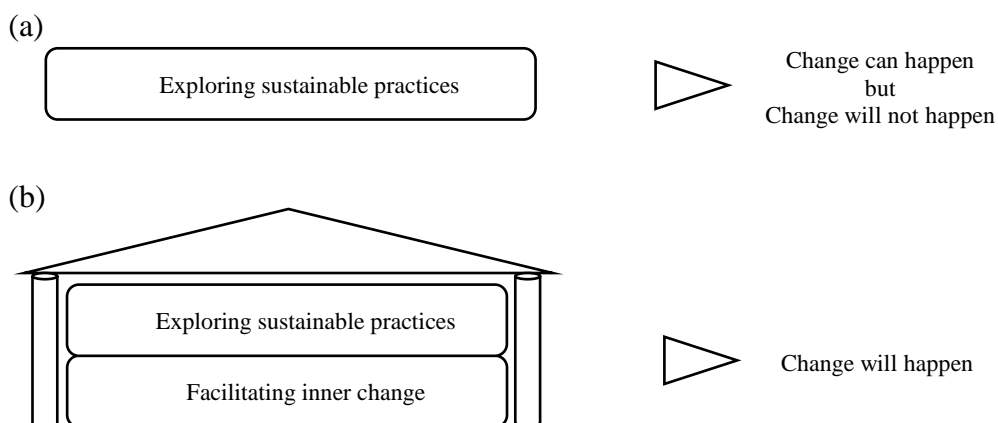 (a)
Exploring sustainable practices
Change can happen
but
Change will not happen
(b)
Exploring sustainable practices
Facilitating inner change
Change will happen